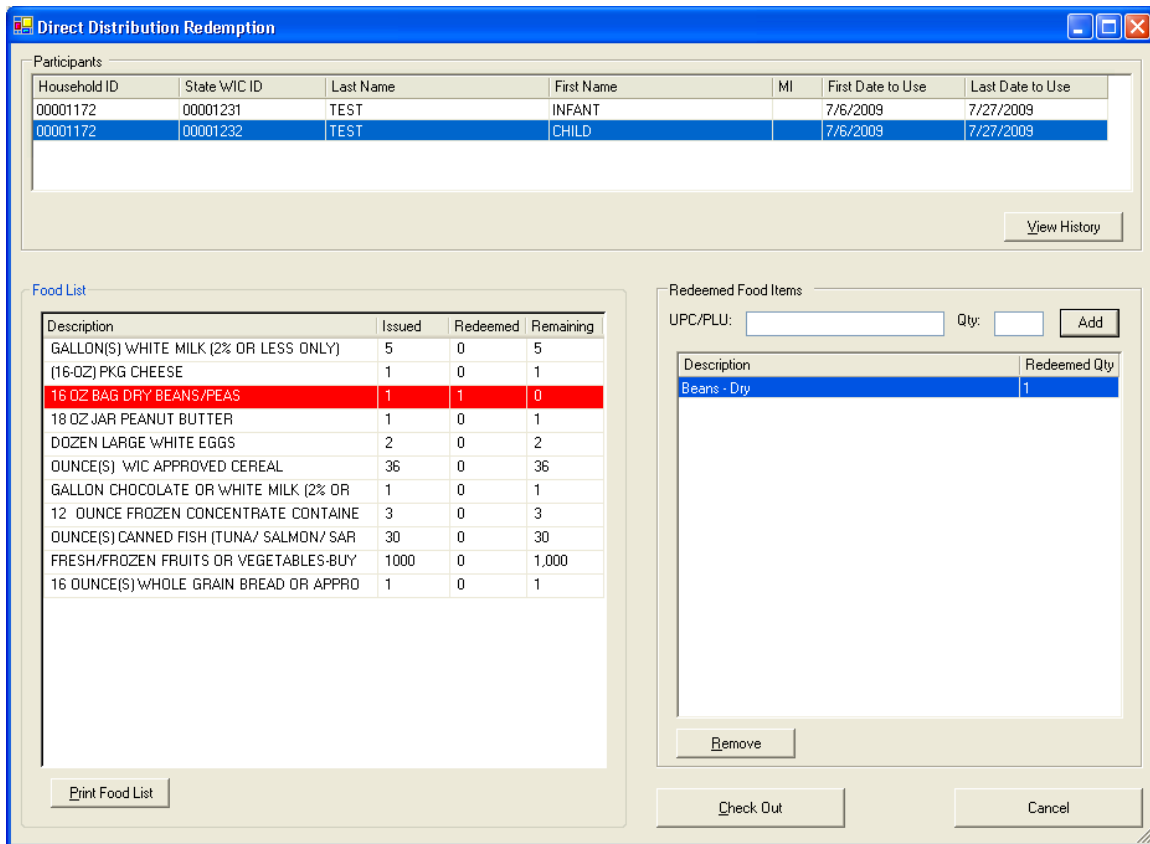 Direct Distribution Redemption
Participants
Household ID State WIC ID Last Name First Name MI First Date to Use Last Date to Use
00001172 00001231 TEST INFANT 7/6/2009 7/27/2009
00001172 00001232 TEST CHILD 7/6/2009 7/27/2009
View History
Food List
Description Issued Redeemed Remaining
GALLON(S) WHITE MILK (2% OR LESS ONLY) 5 0 5
(16-OZ) PKG CHEESE 1 0 1
16 OZ BAG DRY BEANS/PEAS 1 1 0
18 OZ JAR PEANUT BUTTER 1 0 1
DOZEN LARGE WHITE EGGS 2 0 2
OUNCE(S) WIC APPROVED CEREAL 36 0 36
GALLON CHOCOLATE OR WHITE MILK (2% OR 1 0 1
12 OUNCE FROZEN CONCENTRATE CONTAINE 3 0 3
OUNCE(S) CANNED FISH (TUNA/ SALMON/ SAR 30 0 30
FRESH/FROZEN FRUITS OR VEGETABLES-BUY 1000 0 1,000
16 OUNCE(S) WHOLE GRAIN BREAD OR APPRO 1 0 1
Print Food List
Redeemed Food Items
UPC/PLU: Qty: Add
Description Redeemed Qty
Beans - Dry 1
Remove
Check Out Cancel